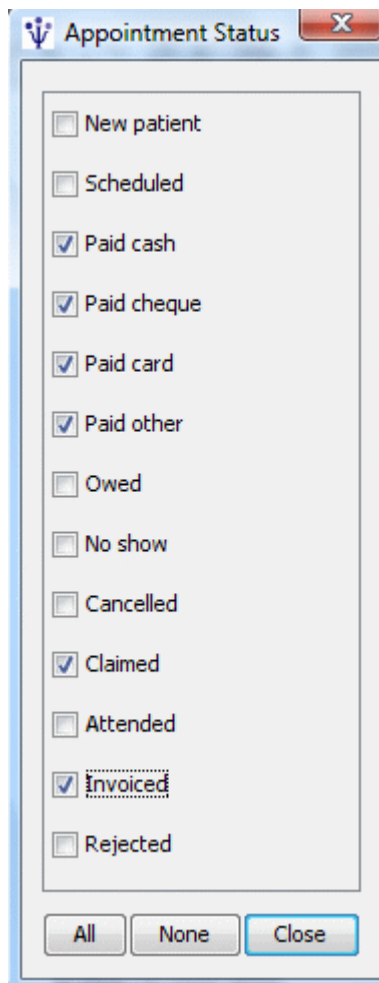 Appointment Status
New patient
Scheduled
Paid cash
Paid cheque
Paid card
Paid other
Owed
No show
Cancelled
Claimed
Attended
Invoiced
Rejected
All None Close